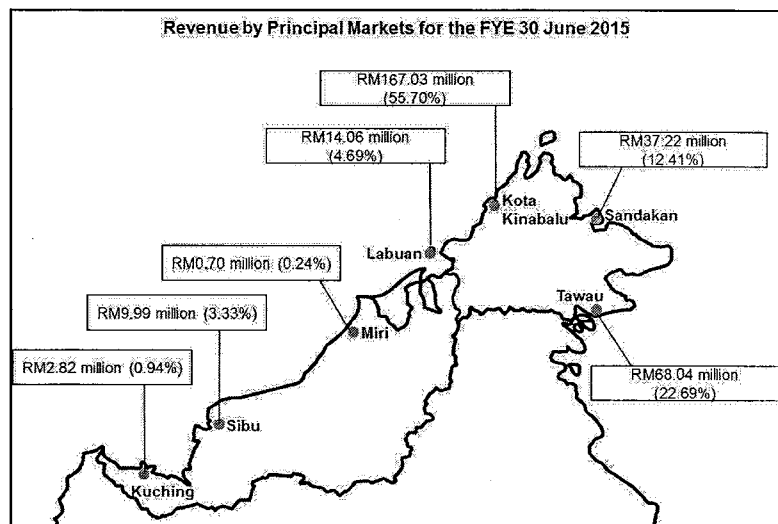 Revenue by Principal Markets for the FYE 30 June 2015
RM167.03 million
(55.70%)
RM14.06 million
(4.69%)
RM37.22 million
(12.41%)
Kota
Kinabalu
Sandakan
Labuan
RM0.70 million (0.24%)
Tawau
RM9.99 million (3.33%)
Miri
RM2.82 million (0.94%)
RM68.04 million
(22.69%)
Sibu
Kuching